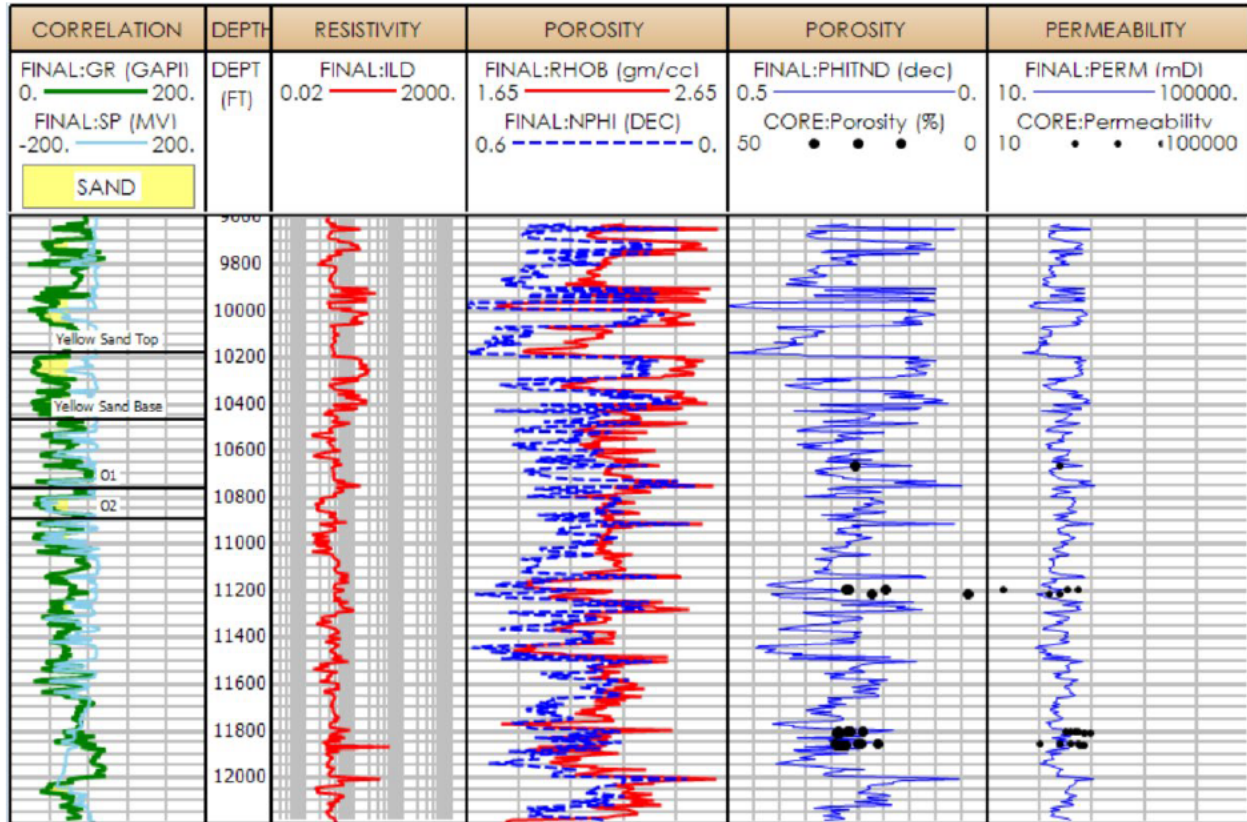 CORRELATION DEPTH RESISTIVITY POROSITY POROSITY PERMEABILITY
FINAL:GR (GAPI) DEPT FINAL:ILD FINAL:RHOB (gm/cc) FINAL:PHITND (dec) FINAL:PERM (mD)
0. 200. (FT) 0.02 2000. 1.65 2.65 0.5 0. 10. 100000.
FINAL:SP (MV) FINAL:NPHI (DEC) CORE:Porosity (%) CORE:Permeability
-200. 200. 0.6 0. 50 0 10 100000
SAND
9800
10000
Yellow Sand Top
10200
Yellow Sand Base 10400
10600
O1
10800
O2
11000
11200
11400
11600
11800
12000